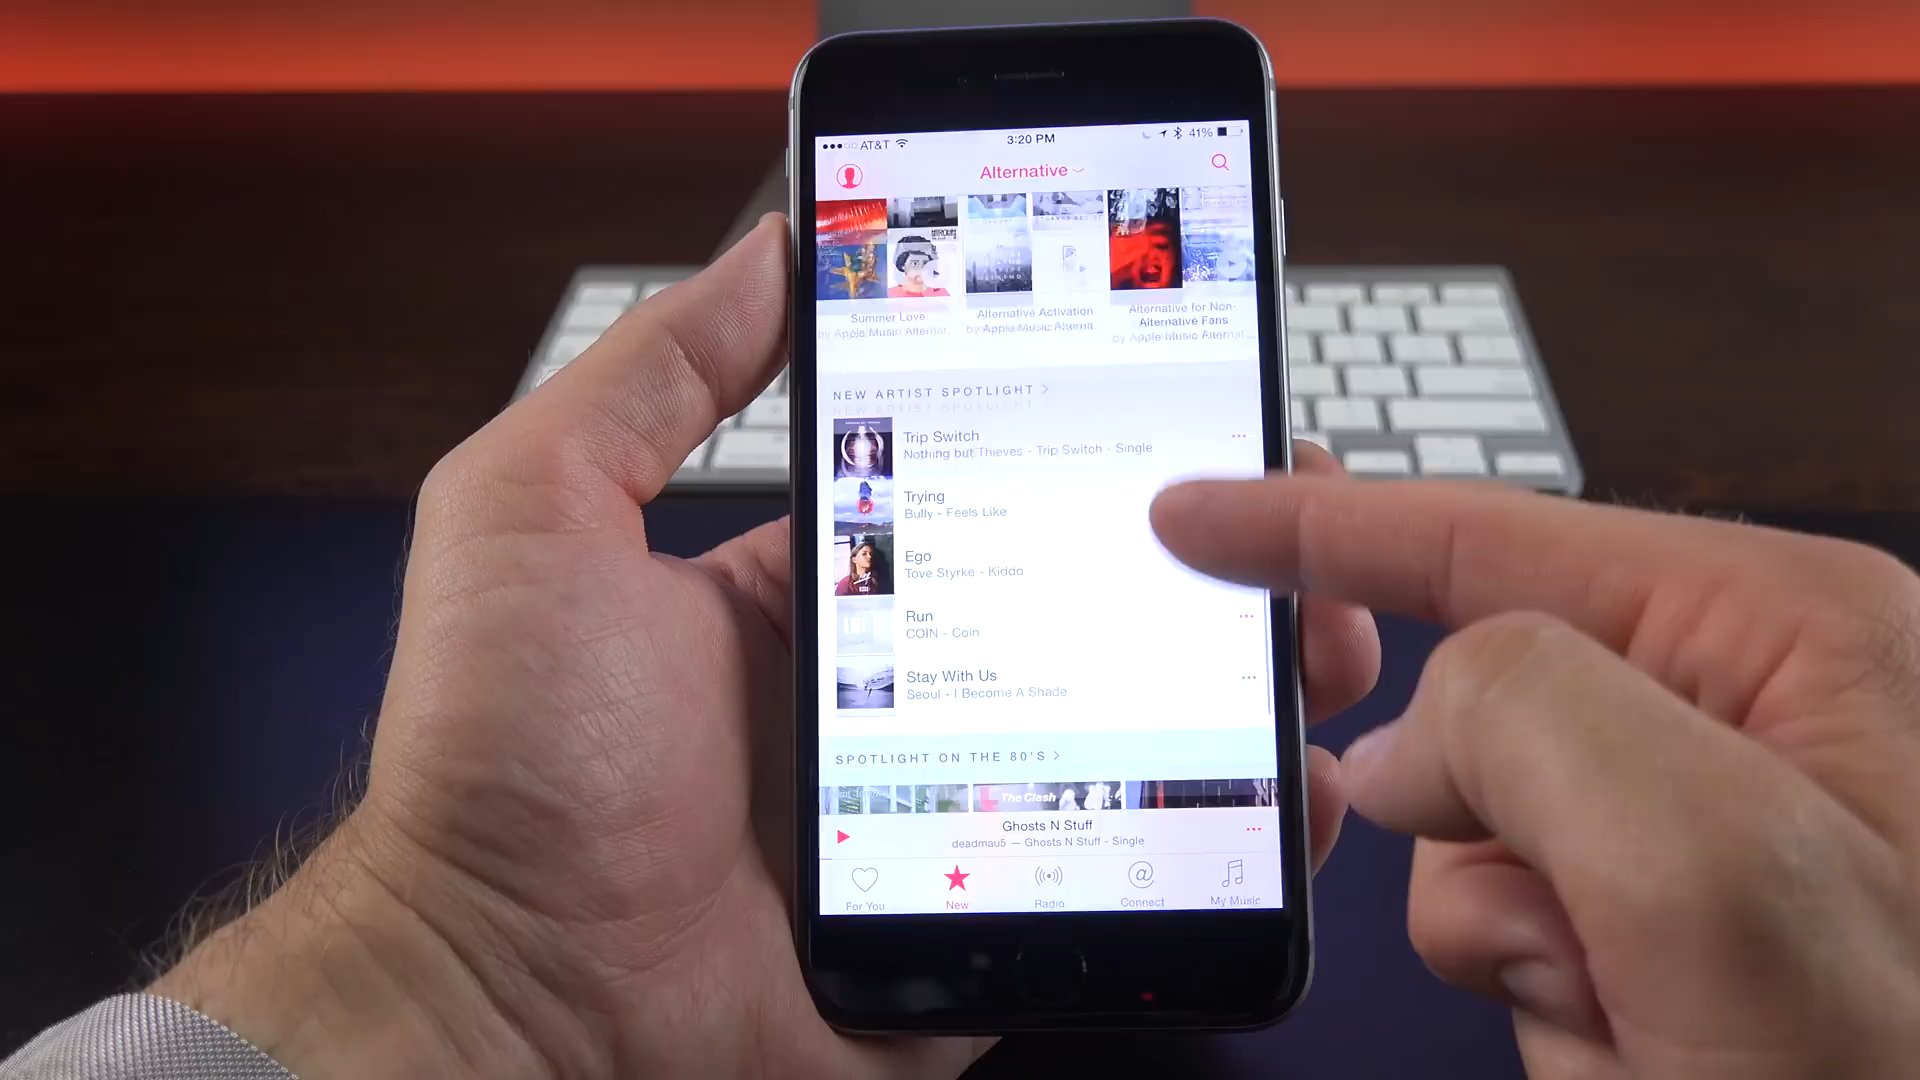 AT&T
3:20 PM
41%
Alternative
Summer Love
by Apple Music Alternat...
Alternative Activation
by Apple Music Alterna...
Alternative for Non-
Alternative Fans
by Apple Music Alternat...
NEW ARTIST SPOTLIGHT >
Trip Switch
Nothing but Thieves - Trip Switch - Single
Trying
Bully - Feels Like
Ego
Tove Styrke - Kiddo
Run
COIN - Coin
Stay With Us
Seoul - I Become A Shade
SPOTLIGHT ON THE 80'S >
The Clash
Ghosts N Stuff
deadmau5 — Ghosts N Stuff - Single
For You
New
Radio
Connect
My Music